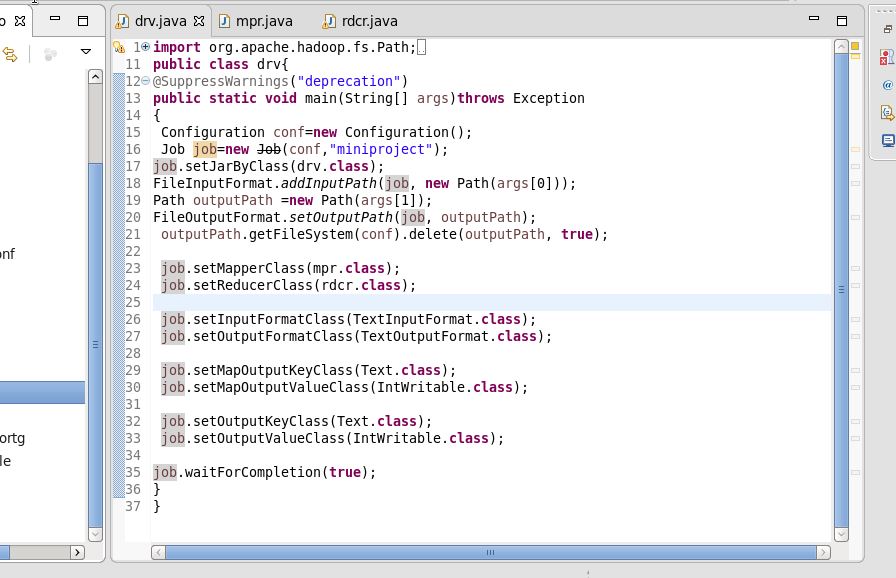 o
drv.java mpr.java rdcr.java
1 import org.apache.hadoop.fs.Path;
11 public class drv{
12 @SuppressWarnings("deprecation")
13 public static void main(String[] args)throws Exception
14 {
15 Configuration conf=new Configuration();
16 Job job=new Job(conf,"miniproject");
17 job.setJarByClass(drv.class);
18 FileInputFormat.addInputPath(job, new Path(args[0]));
19 Path outputPath =new Path(args[1]);
20 FileOutputFormat.setOutputPath(job, outputPath);
21 outputPath.getFileSystem(conf).delete(outputPath, true);
22
23 job.setMapperClass(mpr.class);
24 job.setReducerClass(rdcr.class);
25
26 job.setInputFormatClass(TextInputFormat.class);
27 job.setOutputFormatClass(TextOutputFormat.class);
28
29 job.setMapOutputKeyClass(Text.class);
30 job.setMapOutputValueClass(IntWritable.class);
31
32 job.setOutputKeyClass(Text.class);
33 job.setOutputValueClass(IntWritable.class);
34
35 job.waitForCompletion(true);
36 }
37 }
onf
ortg
le